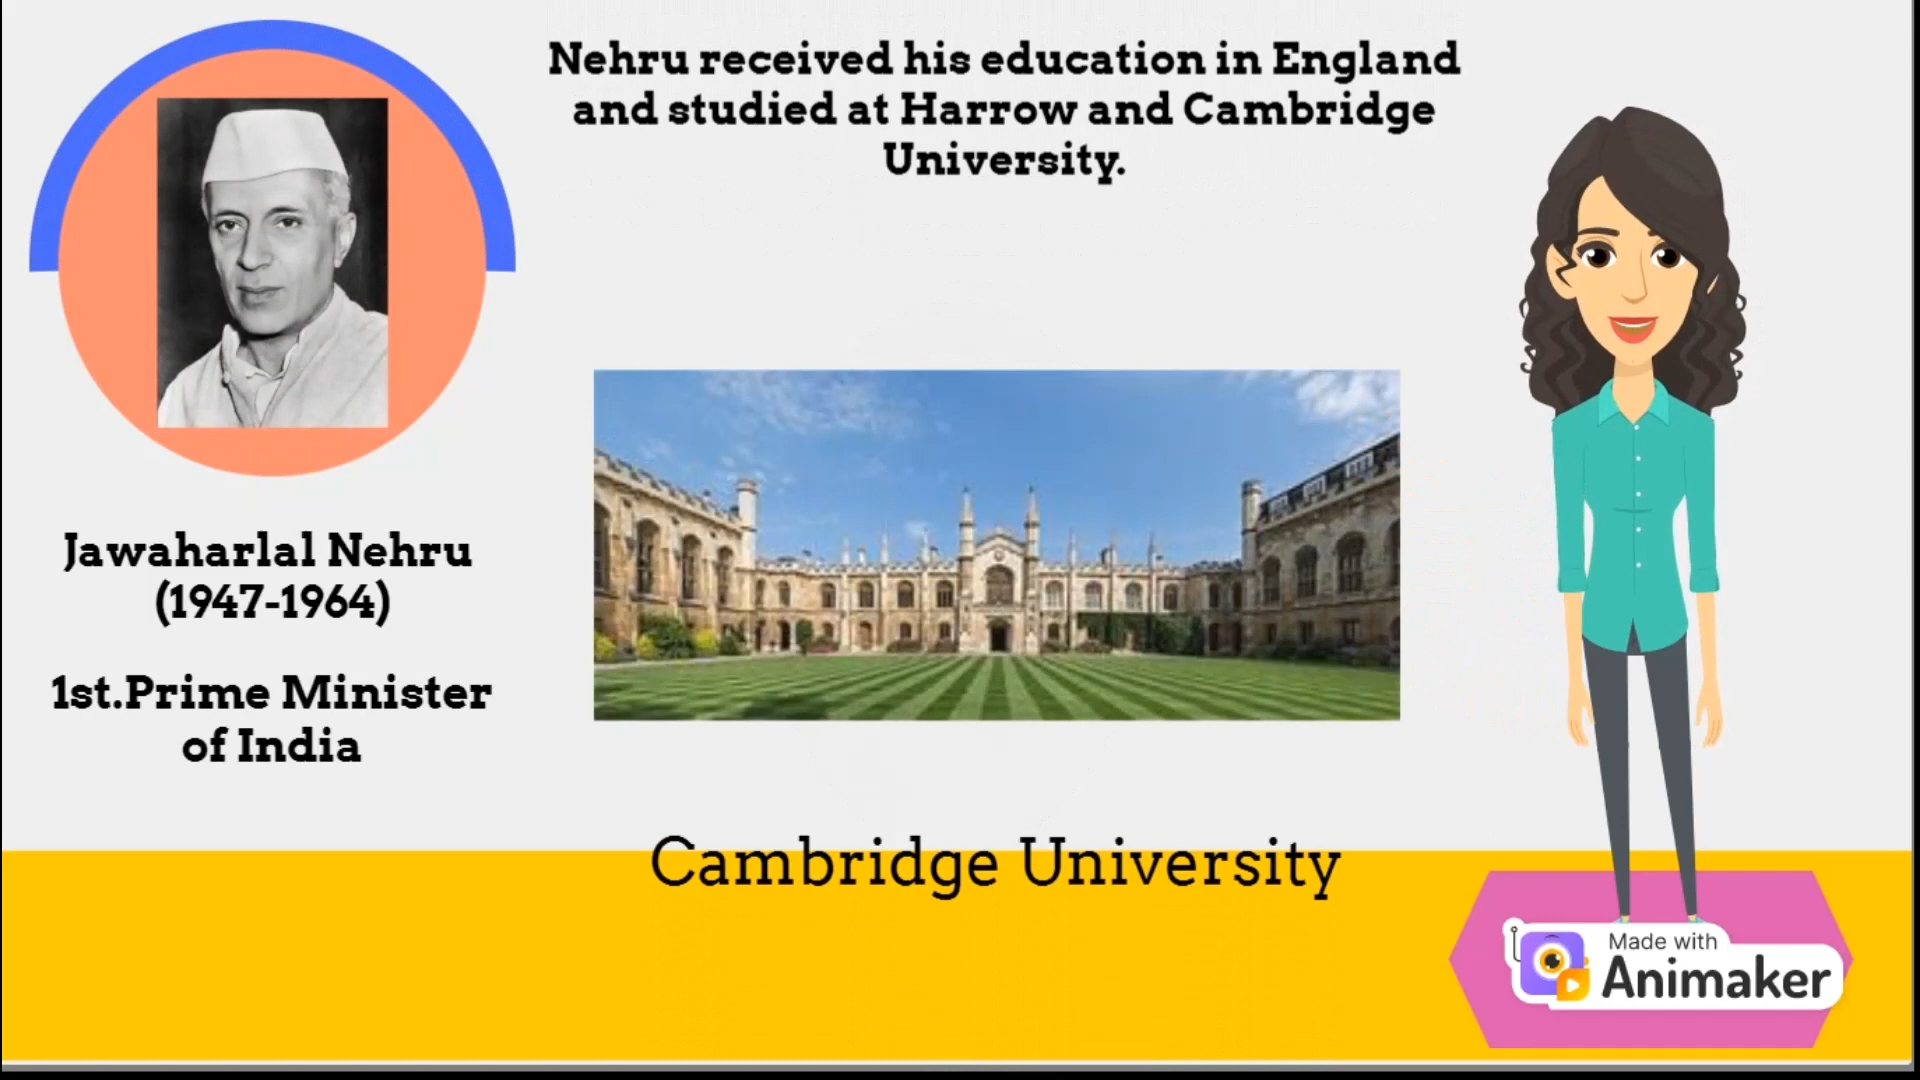 Nehru received his education in England
and studied at Harrow and Cambridge
University.
Jawaharlal Nehru
(1947-1964)
1st.Prime Minister
of India
Cambridge University
Made with
Animaker